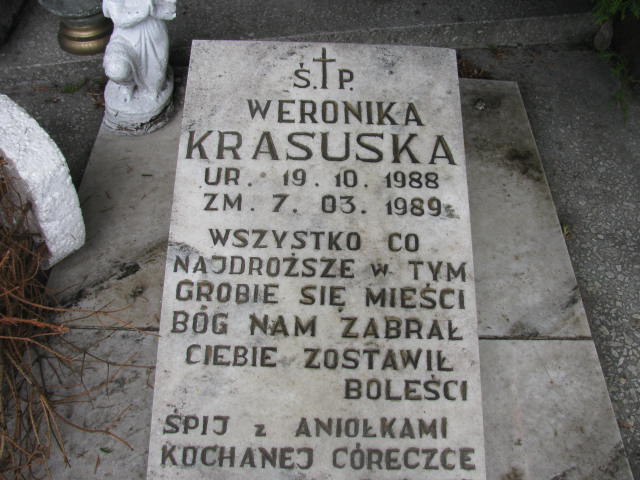 Ś.P.
WERONIKA
KRASUSKA
UR. 19.10.1988
ZM. 7.03.1989
WSZYSTKO CO
NAJDROŻSZE W TYM
GROBIE SIĘ MIEŚCI
BÓG NAM ZABRAŁ
CIEBIE ZOSTAWIŁ
BOLEŚCI
ŚPIJ z ANIOŁKAMI
KOCHANEJ CÓRECZCE